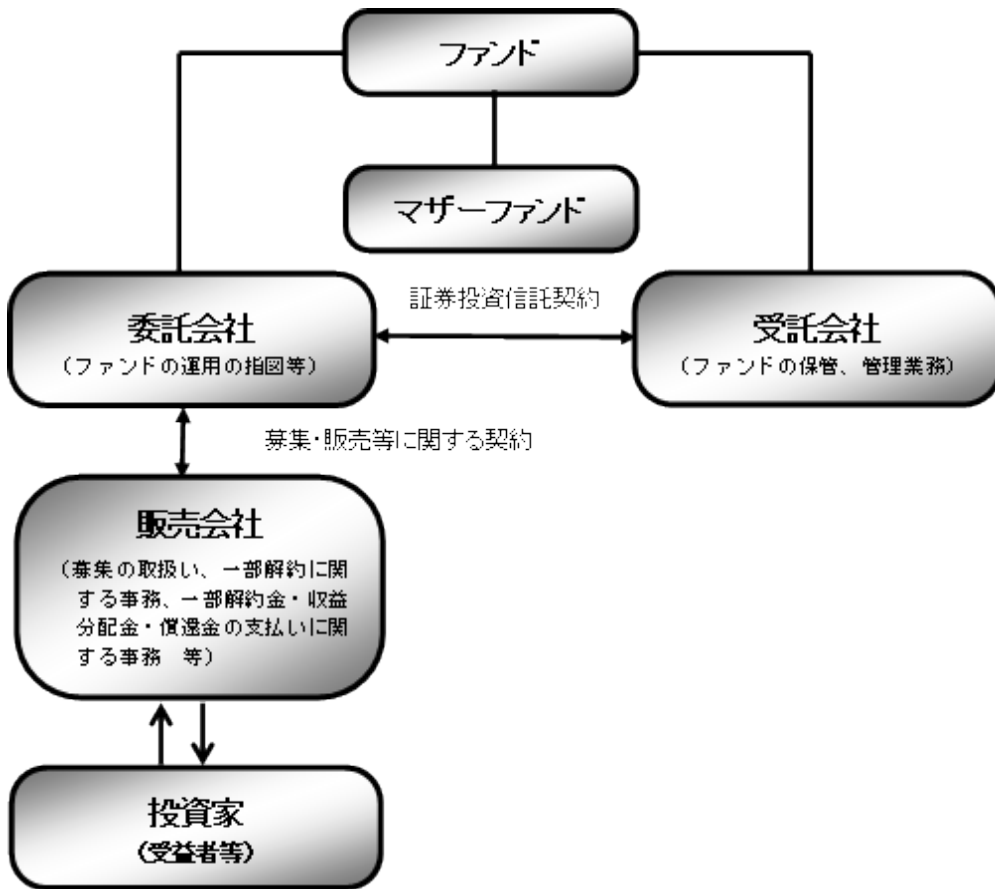 ファンド
マザーファンド
証券投資信託契約
委託会社
（ファンドの運用の指図等）
受託会社
（ファンドの保管、管理業務）
募集・販売等に関する契約
販売会社
（募集の取扱い、一部解約に関
する事務、一部解約金・収益
分配金・償還金の支払いに関
する事務　等）
投資家
（受益者等）